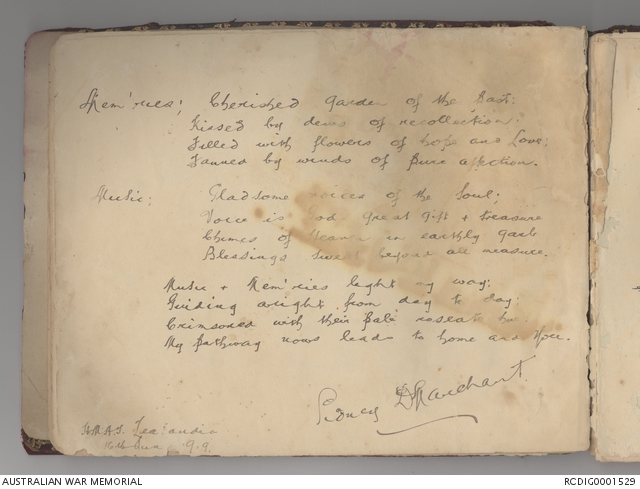 Mem'ries; Cherished garden of the Past:
Kissed by dews of recollection:
Filled with flowers of hope and Love;
Fanned by winds of pure affection.
Music; Gladsome voices of the Soul;
Voice is God's great gift & treasure
Chimes of Heaven in earthly garb
Blessings sweet beyond all measure.
Music & Mem'ries light my way;
Guiding aright from day to day;
Crimsoned with their pale roseate hue
My pathway now leads to home and You.
Sidney D Marchant
H.M.A.T. Zealandia
16th
AUSTRALIAN WAR MEMORIAL
RCDIG0001529